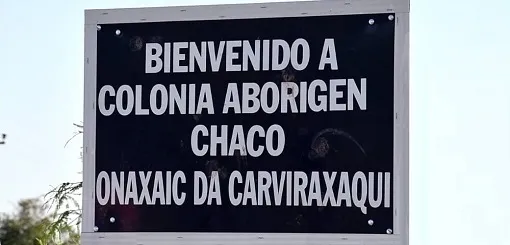 BIENVENIDO A
COLONIA ABORIGEN
CHACO
ONAXAIC DA CARVIRAXAQUI